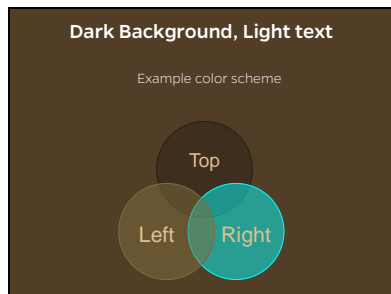 Dark Background, Light text
Example color scheme
Top
Left
Right